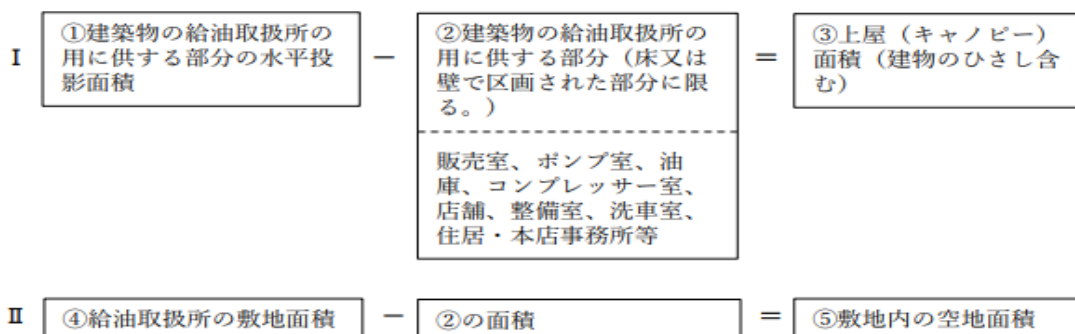 Ⅰ
①建築物の給油取扱所の
用に供する部分の水平投
影面積
－
②建築物の給油取扱所の
用に供する部分（床又は
壁で区画された部分に限
る。）
販売室、ポンプ室、油
庫、コンプレッサー室、
店舗、整備室、洗車室、
住居・本店事務所等
＝
③上屋（キャノピー）
面積（建物のひさし含
む）
Ⅱ
④給油取扱所の敷地面積
－
②の面積
＝
⑤敷地内の空地面積